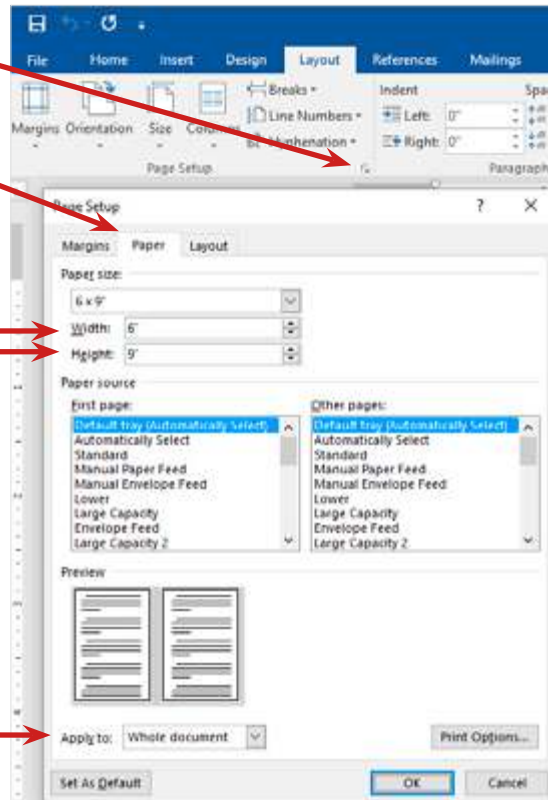 File Home Insert Design Layout References Mailings
Breaks Indent
Line Numbers Left: 0"
Margins Orientation Size Hyphenation Right: 0"
Page Setup Paragraph
Page Setup ?
Margins Paper Layout
Paper size:
6 x 9"
Width: 6"
Height: 9"
Paper source
First page: Other pages:
Default tray (Automatically Select) Default tray (Automatically Select)
Automatically Select Automatically Select
Standard Standard
Manual Paper Feed Manual Paper Feed
Manual Envelope Feed Manual Envelope Feed
Lower Lower
Large Capacity Large Capacity
Envelope Feed Envelope Feed
Large Capacity 2 Large Capacity 2
Preview
Apply to: Whole document Print Options...
Set As Default OK Cancel